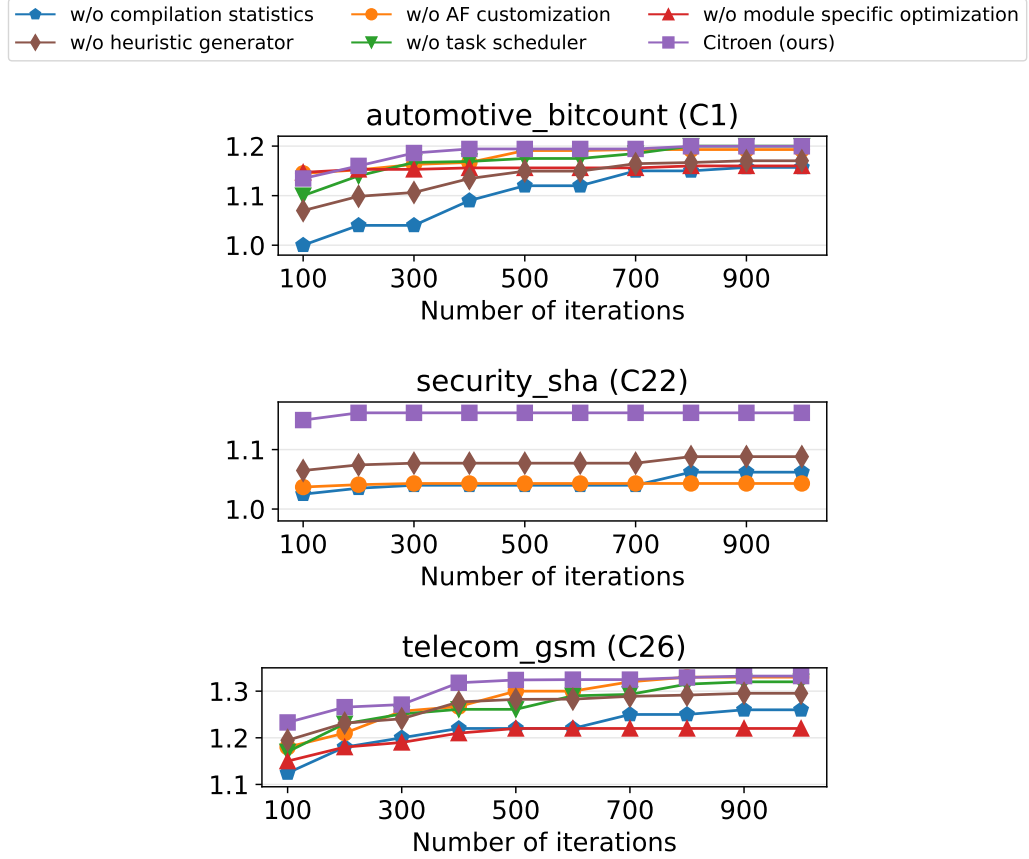 w/o compilation statistics w/o AF customization w/o module specific optimization
w/o heuristic generator w/o task scheduler Citroen (ours)
automotive_bitcount (C1)
1.2
1.1
1.0
100 300 500 700 900
Number of iterations
security_sha (C22)
1.1
1.0
100 300 500 700 900
Number of iterations
telecom_gsm (C26)
1.3
1.2
1.1
100 300 500 700 900
Number of iterations